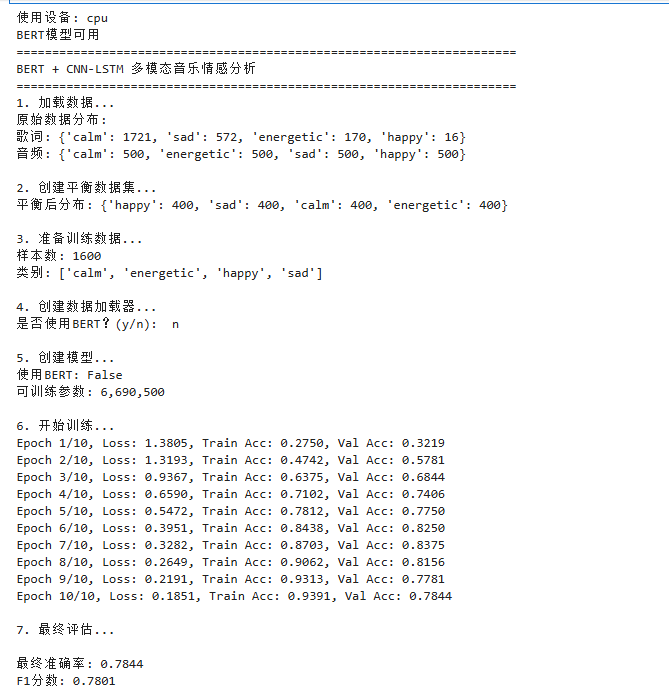 使用设备: cpu
BERT模型可用
======================================================================
BERT + CNN-LSTM 多模态音乐情感分析
======================================================================
1. 加载数据...
原始数据分布:
歌词: {'calm': 1721, 'sad': 572, 'energetic': 170, 'happy': 16}
音频: {'calm': 500, 'energetic': 500, 'sad': 500, 'happy': 500}
2. 创建平衡数据集...
平衡后分布: {'happy': 400, 'sad': 400, 'calm': 400, 'energetic': 400}
3. 准备训练数据...
样本数: 1600
类别: ['calm', 'energetic', 'happy', 'sad']
4. 创建数据加载器...
是否使用BERT? (y/n): n
5. 创建模型...
使用BERT: False
可训练参数: 6,690,500
6. 开始训练...
Epoch 1/10, Loss: 1.3805, Train Acc: 0.2750, Val Acc: 0.3219
Epoch 2/10, Loss: 1.3193, Train Acc: 0.4742, Val Acc: 0.5781
Epoch 3/10, Loss: 0.9367, Train Acc: 0.6375, Val Acc: 0.6844
Epoch 4/10, Loss: 0.6590, Train Acc: 0.7102, Val Acc: 0.7406
Epoch 5/10, Loss: 0.5472, Train Acc: 0.7812, Val Acc: 0.7750
Epoch 6/10, Loss: 0.3951, Train Acc: 0.8438, Val Acc: 0.8250
Epoch 7/10, Loss: 0.3282, Train Acc: 0.8703, Val Acc: 0.8375
Epoch 8/10, Loss: 0.2649, Train Acc: 0.9062, Val Acc: 0.8156
Epoch 9/10, Loss: 0.2191, Train Acc: 0.9313, Val Acc: 0.7781
Epoch 10/10, Loss: 0.1851, Train Acc: 0.9391, Val Acc: 0.7844
7. 最终评估...
最终准确率: 0.7844
F1分数: 0.7801